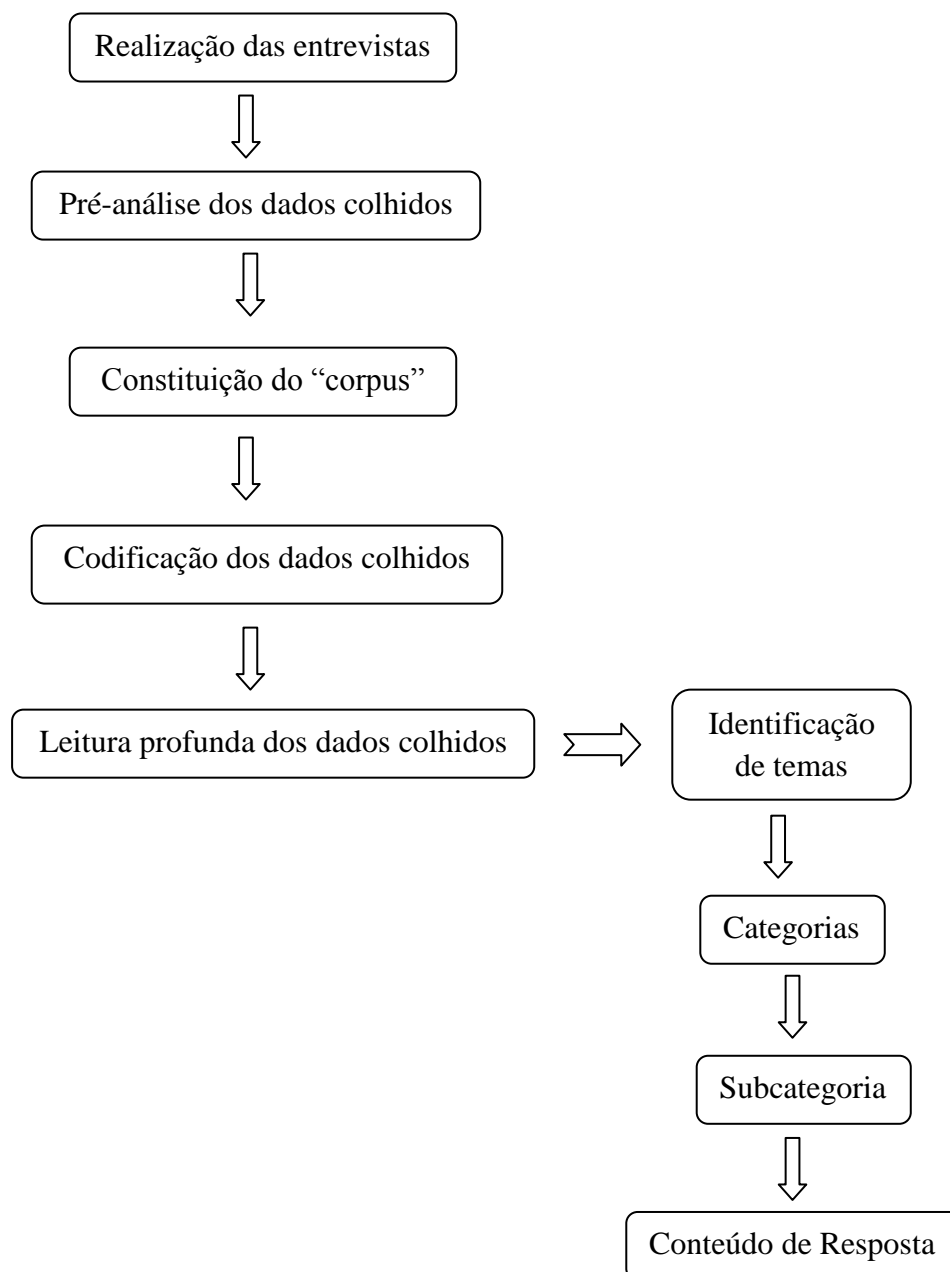 Realização das entrevistas
Pré-análise dos dados colhidos
Constituição do “corpus”
Codificação dos dados colhidos
Leitura profunda dos dados colhidos
Identificação
de temas
Categorias
Subcategoria
Conteúdo de Resposta